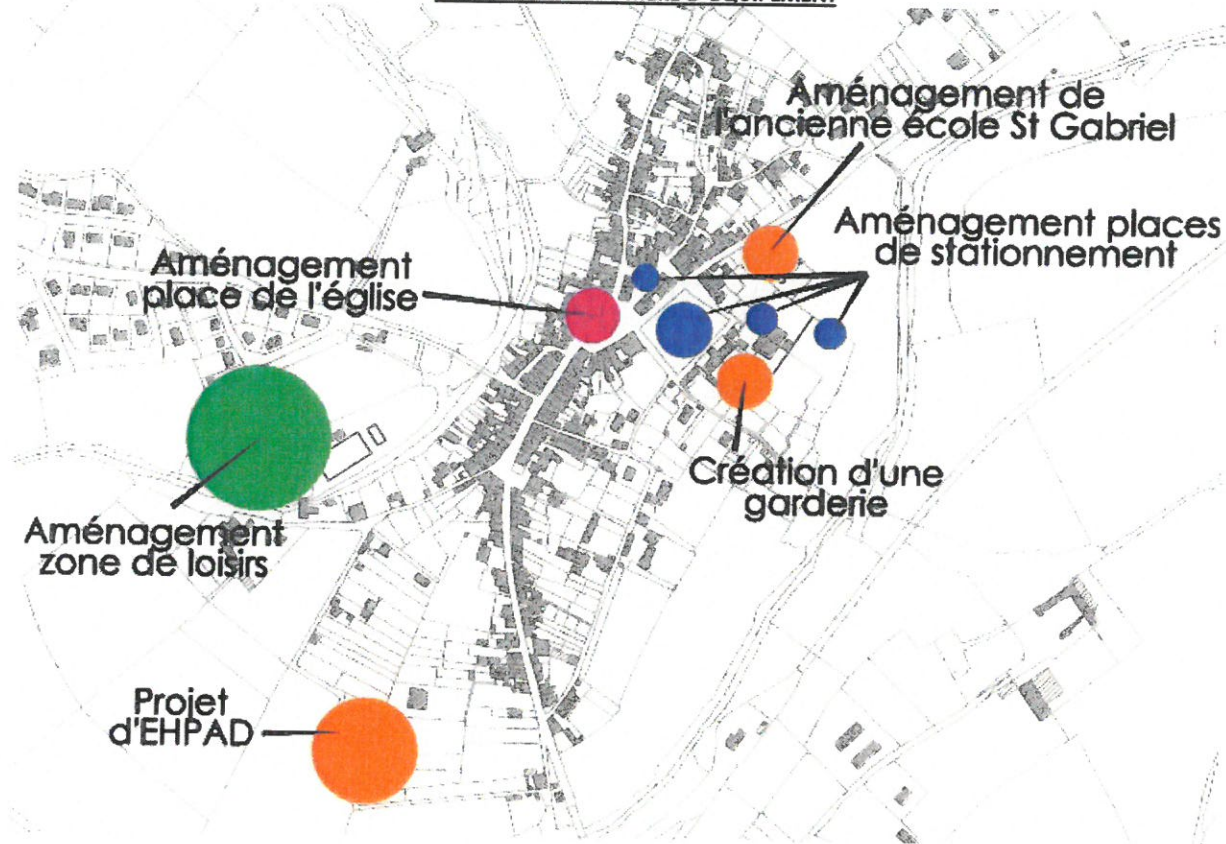 D'ÉQUIPEMENT
Aménagement de
l'ancienne école St Gabriel
Aménagement places
de stationnement
Aménagement
place de l'église
Création d'une
garderie
Aménagement
zone de loisirs
Projet
d'EHPAD